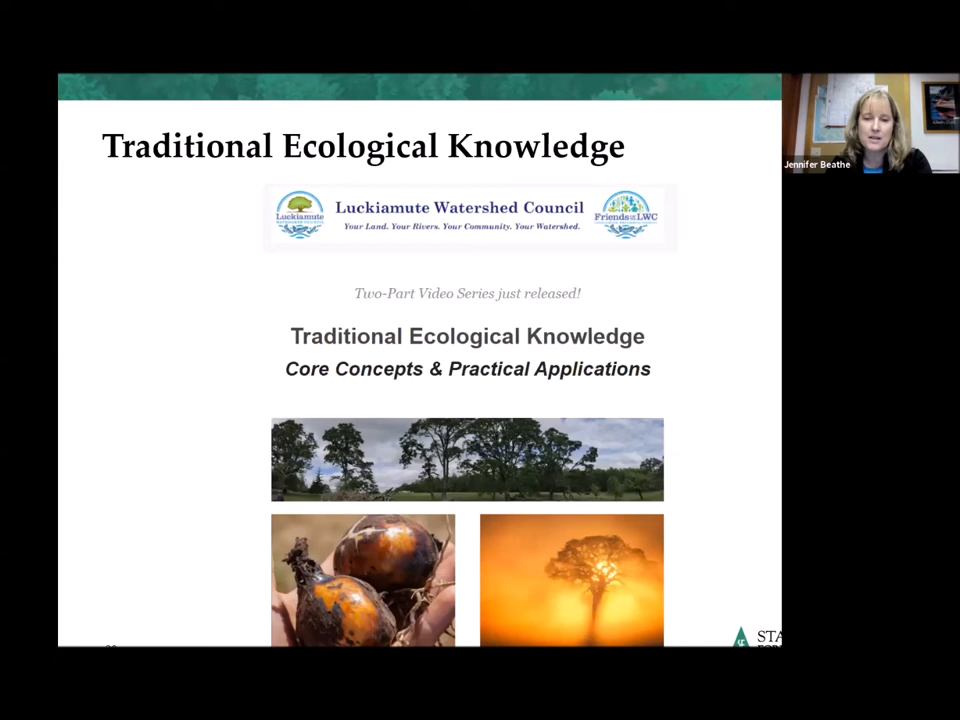 Traditional Ecological Knowledge
Jennifer Beathe
Luckiamute Watershed Council
Your Land. Your Rivers. Your Community. Your Watershed.
Luckiamute
Friends of the LWC
Two-Part Video Series just released!
Traditional Ecological Knowledge
Core Concepts & Practical Applications
STA